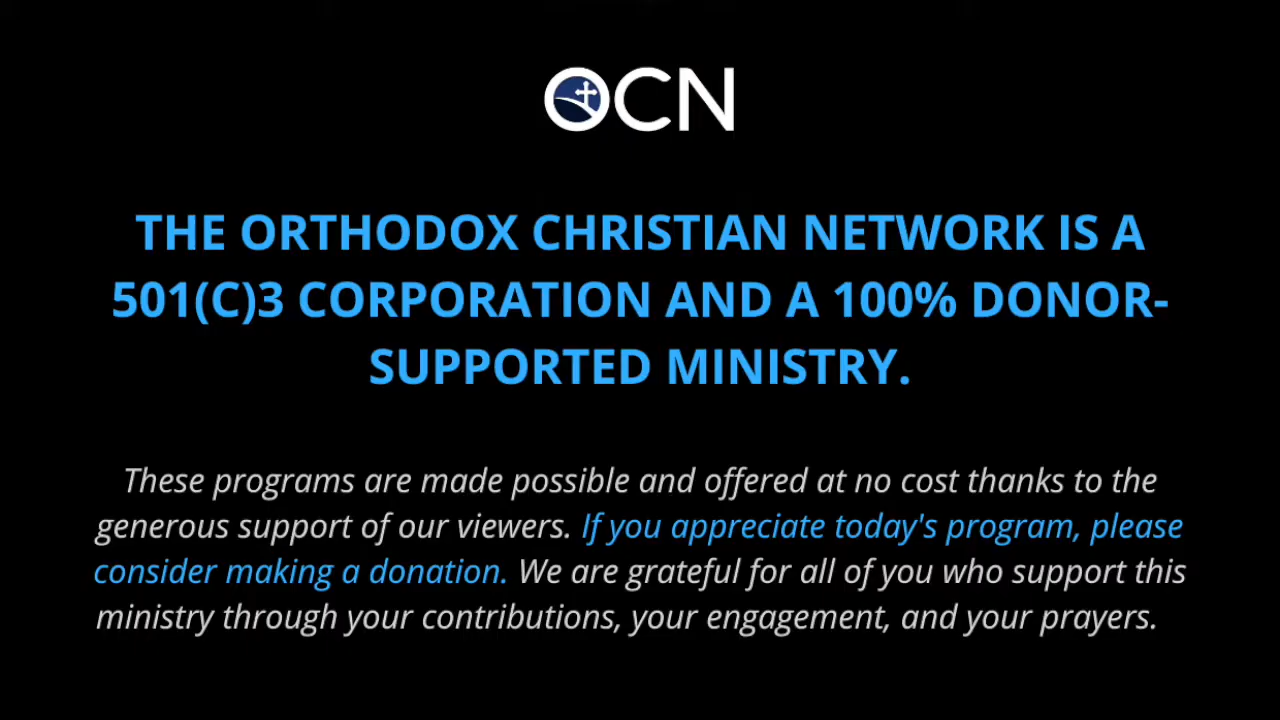 OCN
THE ORTHODOX CHRISTIAN NETWORK IS A
501(C)3 CORPORATION AND A 100% DONOR-
SUPPORTED MINISTRY.
These programs are made possible and offered at no cost thanks to the
generous support of our viewers. If you appreciate today's program, please
consider making a donation. We are grateful for all of you who support this
ministry through your contributions, your engagement, and your prayers.